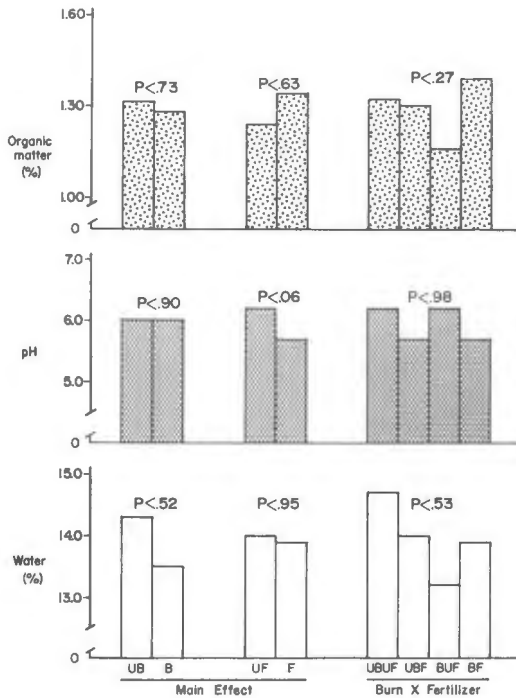 1.60
P<.73 P<.63 P<.27
1.30
Organic
matter
(%)
1.00
0
7.0
P<.90 P<.06 P<.98
6.0
pH
5.0
0
15.0
P<.52 P<.95 P<.53
14.0
Water
(%)
13.0
0
UB B UF F UBUF UBF BUF BF
Main Effect Burn X Fertilizer